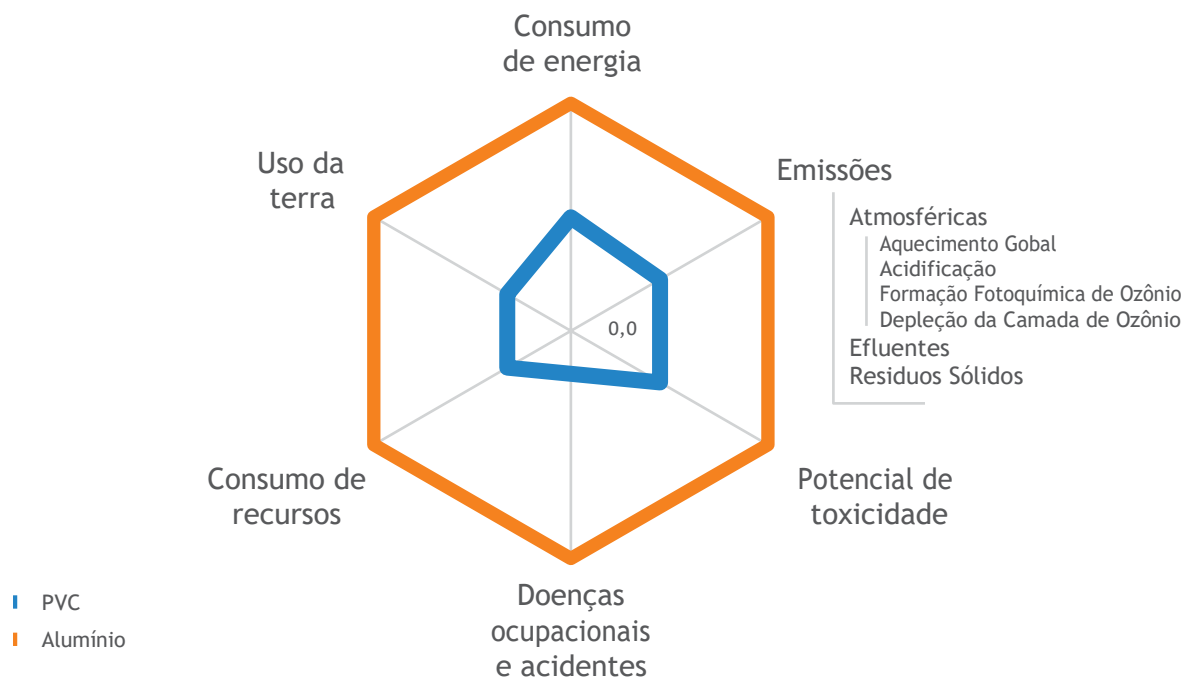 Consumo
de energia
Uso da
terra
Emissões
Atmosféricas
Aquecimento Gobal
Acidificação
Formação Fotoquímica de Ozônio
Depleção da Camada de Ozônio
Efluentes
Residuos Sólidos
0,0
Consumo de
recursos
Potencial de
toxicidade
Doenças
ocupacionais
e acidentes
PVC
Alumínio